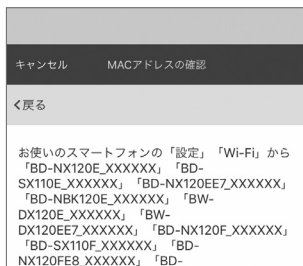 キャンセル MACアドレスの確認
く戻る
お使いのスマートフォンの「設定」「Wi-Fi」から
「BD-NX120E_XXXXXX」「BD-
SX110E_XXXXXX」「BD-NX120EE7_XXXXXX」
「BD-NBK120E_XXXXXX」「BW-
DX120E_XXXXXX」「BW-
DX120EE7_XXXXXX」「BD-NX120F_XXXXXX」
「BD-SX110F_XXXXXX」「BD-
NX120FE8_XXXXXX」「BD-